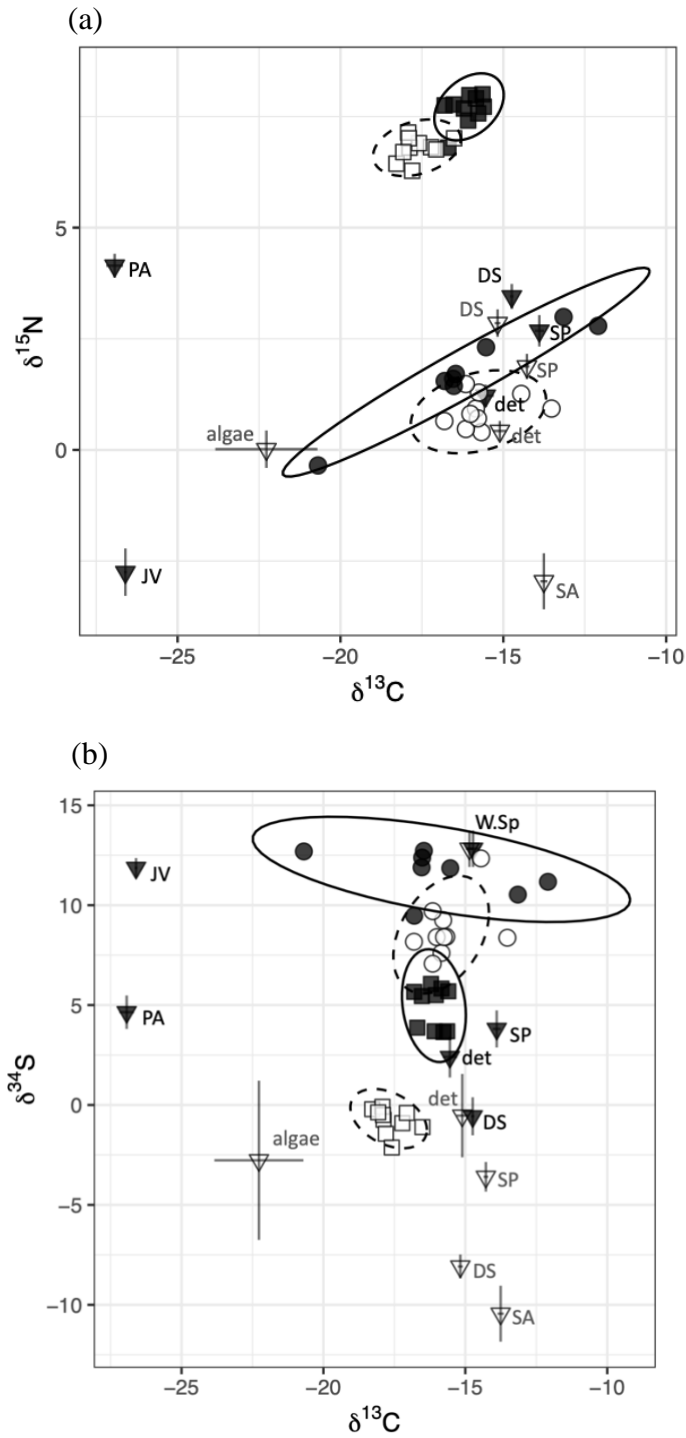 (a)
5
0
δ15N
PA
DS
DS
SP
SP
det
det
algae
JV
SA
−25
−20
−15
−10
δ13C
(b)
15
10
5
0
−5
−10
δ34S
W.Sp
JV
PA
SP
det
det
DS
algae
SP
DS
SA
−25
−20
−15
−10
δ13C